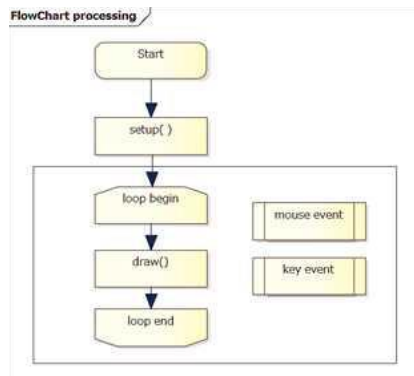 FlowChart processing
Start
setup( )
loop begin
mouse event
draw()
key event
loop end